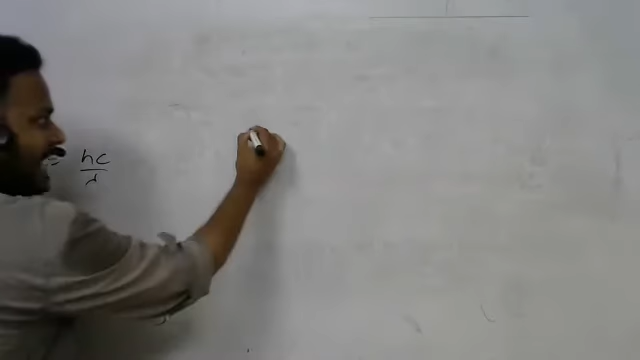 = hc/λ